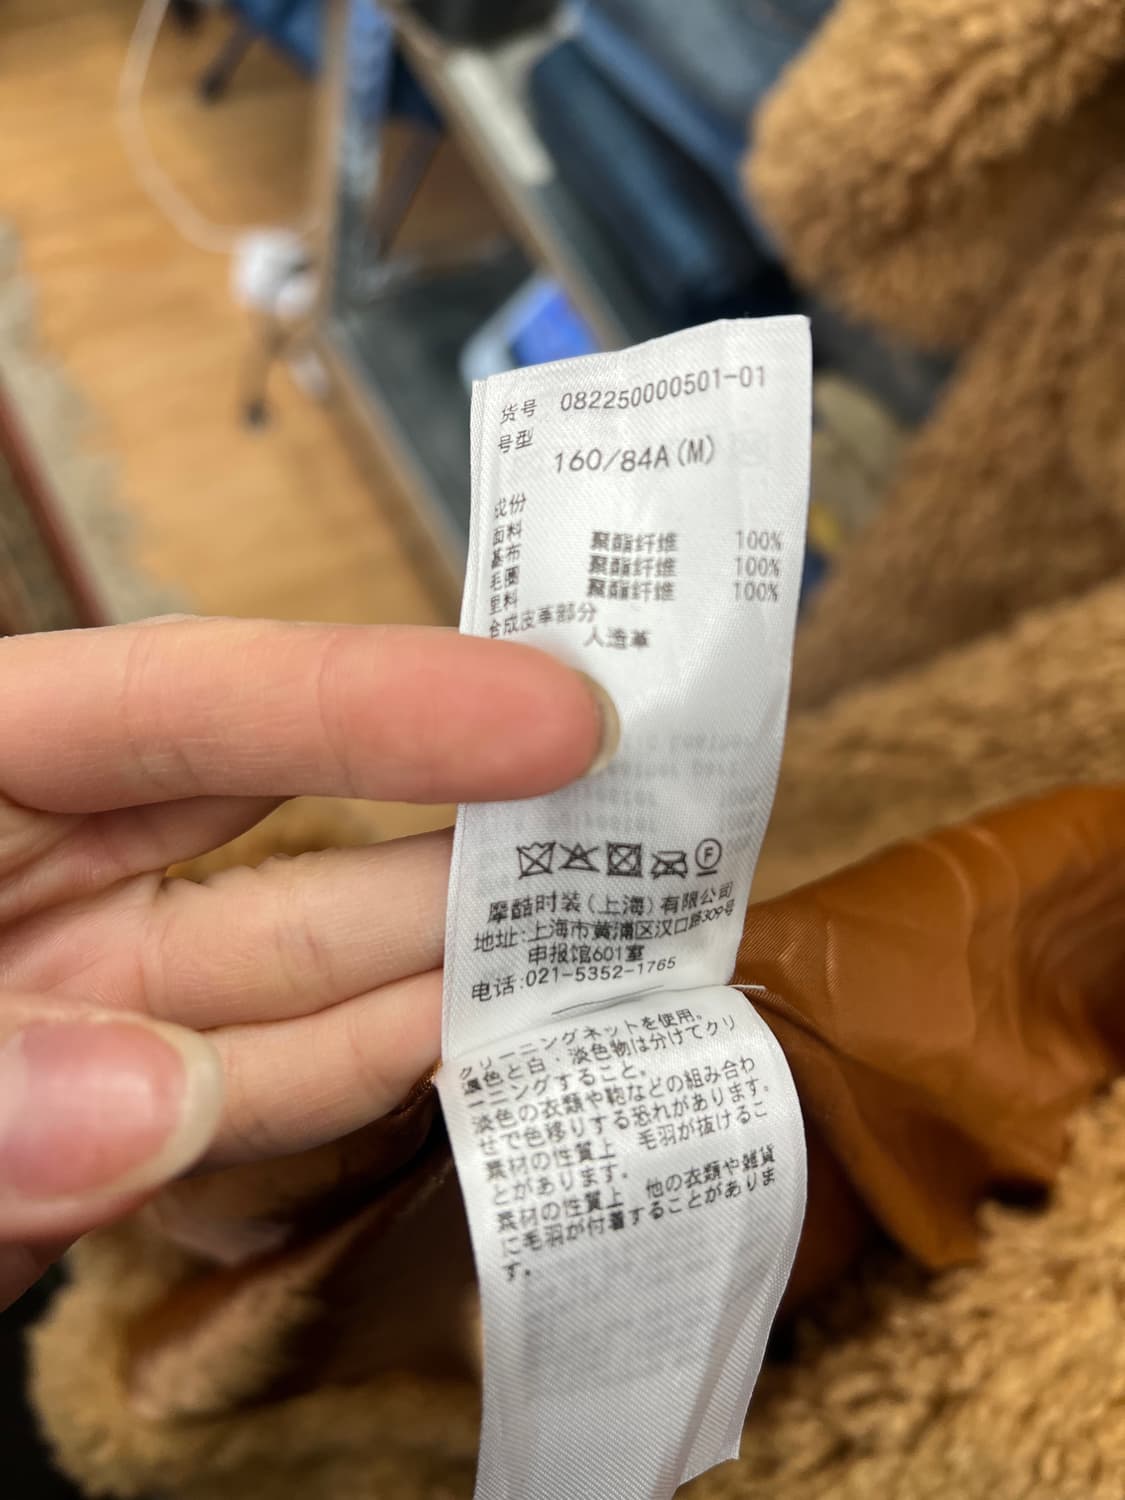 货号 082250000501-01
号型
160/84A(M)
成份
面料 聚酯纤维 100%
基布 聚酯纤维 100%
毛圈 聚酯纤维 100%
里料
合成皮革部分
人造革
F
摩酷时装(上海)有限公司
地址:上海市黄浦区汉口路309号
申报馆601室
电话:021-5352-1765
クリーニングネットを使用。
濃色と白・淡色物は分けてクリ
ーニングすること。
淡色の衣類や鞄などの組み合わ
せで色移りする恐れがあります。
素材の性質上 毛羽が抜けるこ
とがあります。
素材の性質上 他の衣類や雑貨
に毛羽が付着することがありま
す。